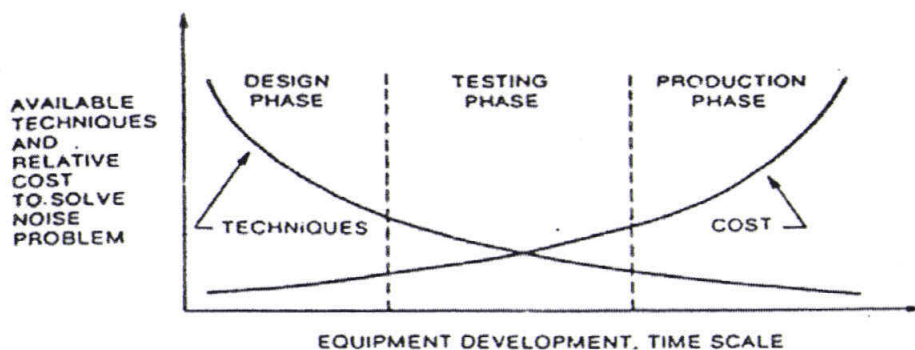 AVAILABLE
TECHNIQUES
AND
RELATIVE
COST
TO SOLVE
NOISE
PROBLEM
DESIGN
PHASE
TESTING
PHASE
PRODUCTION
PHASE
TECHNIQUES
COST
EQUIPMENT DEVELOPMENT, TIME SCALE